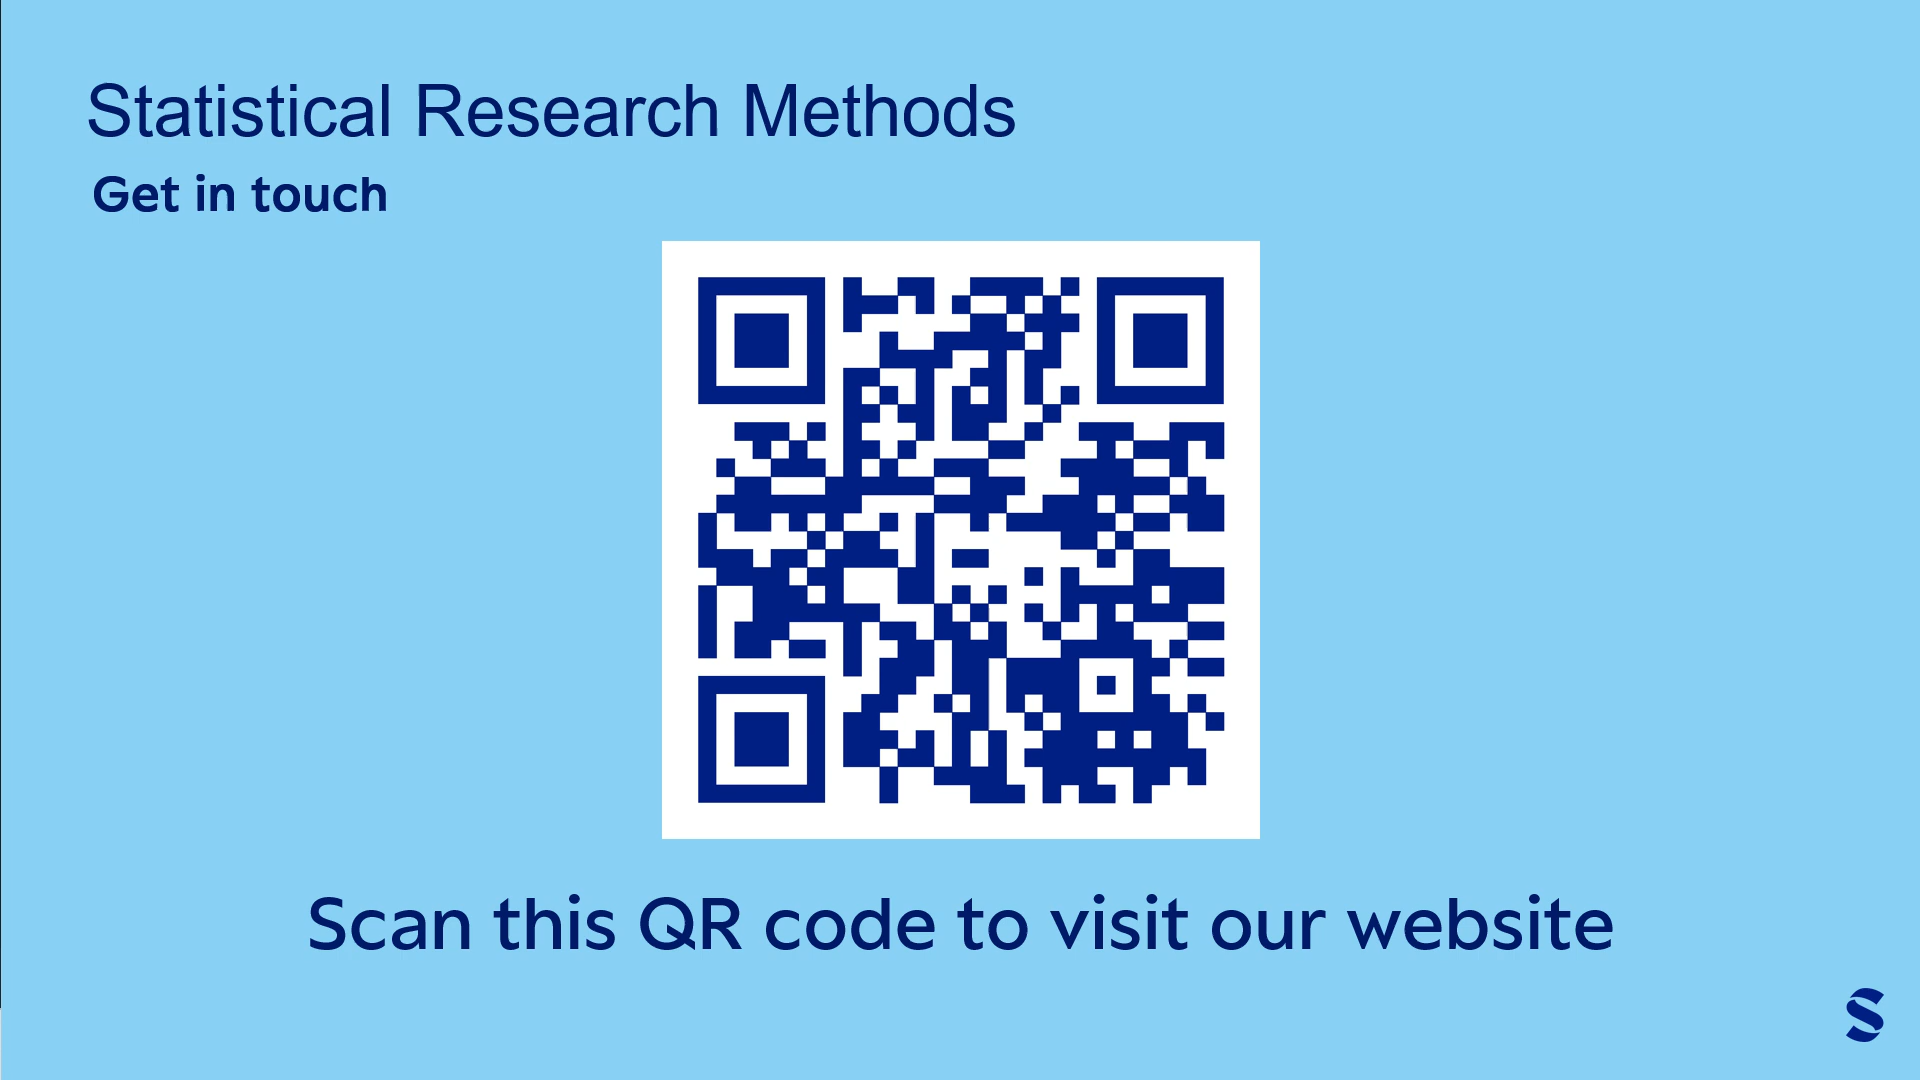 Statistical Research Methods
Get in touch
Scan this QR code to visit our website